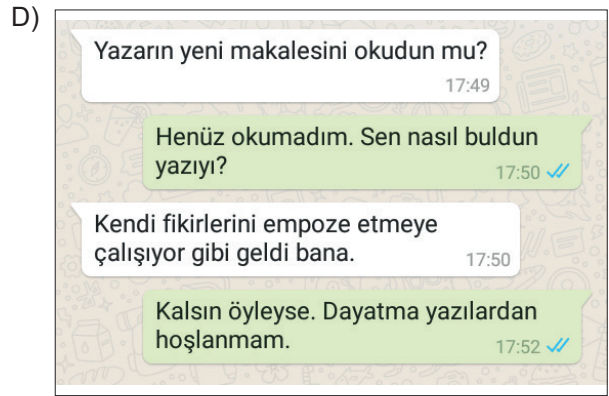 D)
Yazarın yeni makalesini okudun mu?
17:49
Henüz okumadım. Sen nasıl buldun
yazıyı?
17:50
Kendi fikirlerini empoze etmeye
çalışıyor gibi geldi bana.
17:50
Kalsın öyleyse. Dayatma yazılardan
hoşlanmam.
17:52